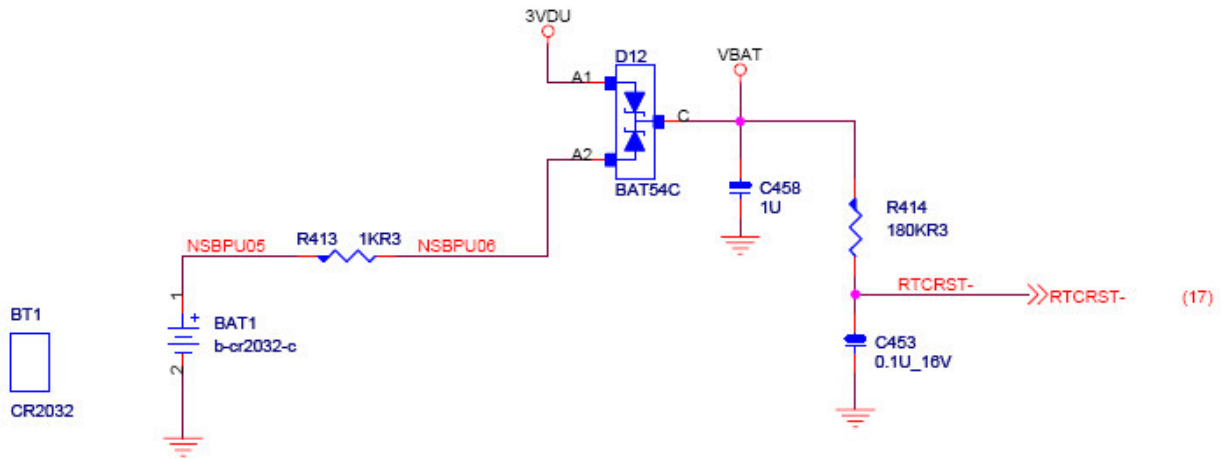 3VDU
D12
VBAT
A1
C
A2
BAT54C
C458
1U
R414
180KR3
NSBPU05
R413 1KR3
NSBPU06
RTCRST-
RTCRST- (17)
1
BT1
+
BAT1
b-cr2032-c
C453
0.1U_16V
2
CR2032